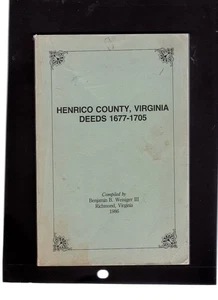 HENRICO COUNTY, VIRGINIA
DEEDS 1677-1705
Compiled by
Benjamin B. Weisiger III
Richmond, Virginia
1986